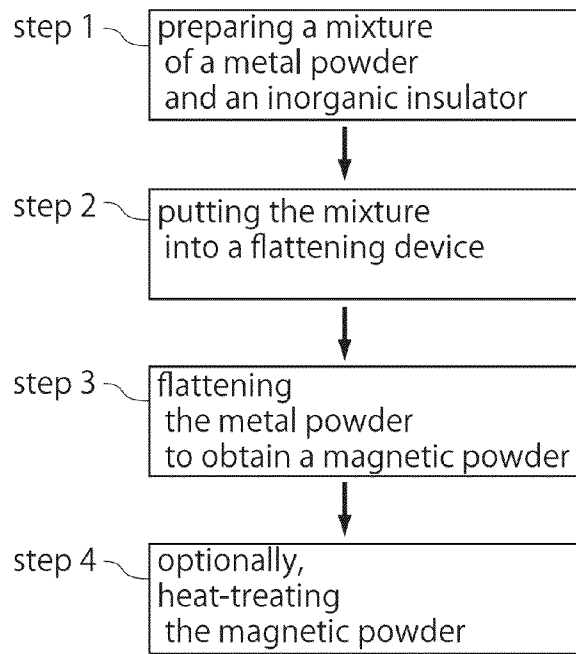 step 1
preparing a mixture
of a metal powder
and an inorganic insulator
step 2
putting the mixture
into a flattening device
step 3
flattening
the metal powder
to obtain a magnetic powder
step 4
optionally,
heat-treating
the magnetic powder